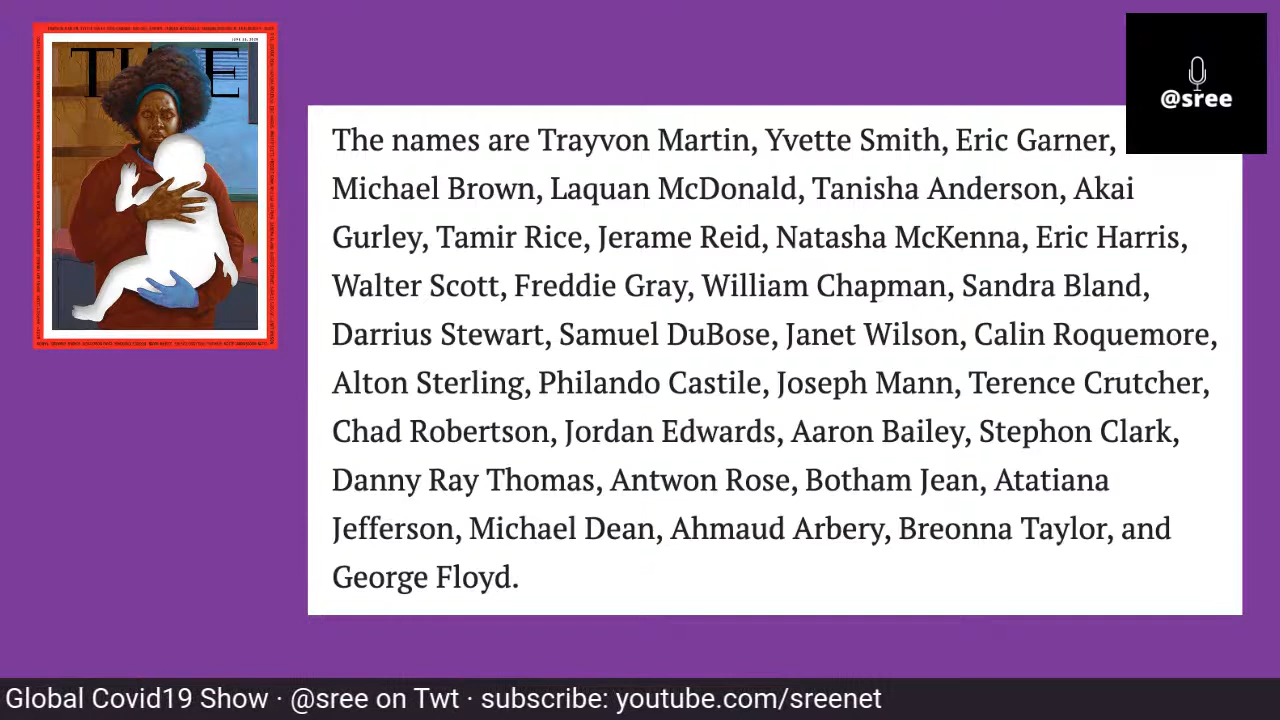 TIME
@sree
The names are Trayvon Martin, Yvette Smith, Eric Garner,
Michael Brown, Laquan McDonald, Tanisha Anderson, Akai
Gurley, Tamir Rice, Jerame Reid, Natasha McKenna, Eric Harris,
Walter Scott, Freddie Gray, William Chapman, Sandra Bland,
Darrius Stewart, Samuel DuBose, Janet Wilson, Calin Roquemore,
Alton Sterling, Philando Castile, Joseph Mann, Terence Crutcher,
Chad Robertson, Jordan Edwards, Aaron Bailey, Stephon Clark,
Danny Ray Thomas, Antwon Rose, Botham Jean, Atatiana
Jefferson, Michael Dean, Ahmaud Arbery, Breonna Taylor, and
George Floyd.
Global Covid19 Show · @sree on Twt · subscribe: youtube.com/sreenet